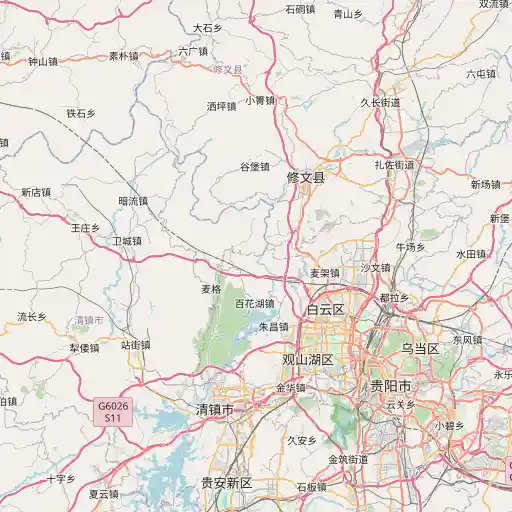 石硐镇
双流镇
大石乡
青山乡
六广镇
素朴镇
钟山镇
修文县
六屯镇
小箐镇
久长街道
洒坪镇
铁石乡
镇
谷堡镇
扎佐街道
修文县
新场镇
新店镇
暗流镇
新堡
王庄乡
卫城镇
牛场乡
水田镇
麦架镇
沙文镇
麦格
百花湖镇
都拉乡
白云区
流长乡
清镇市
朱昌镇
站街镇
犁倭镇
东风镇
乌当区
观山湖区
永乐
贵阳市
金华镇
伯镇
G6026
S11
清镇市
云关乡
小碧乡
久安乡
金筑街道
十字乡
贵安新区
石板镇
夏云镇